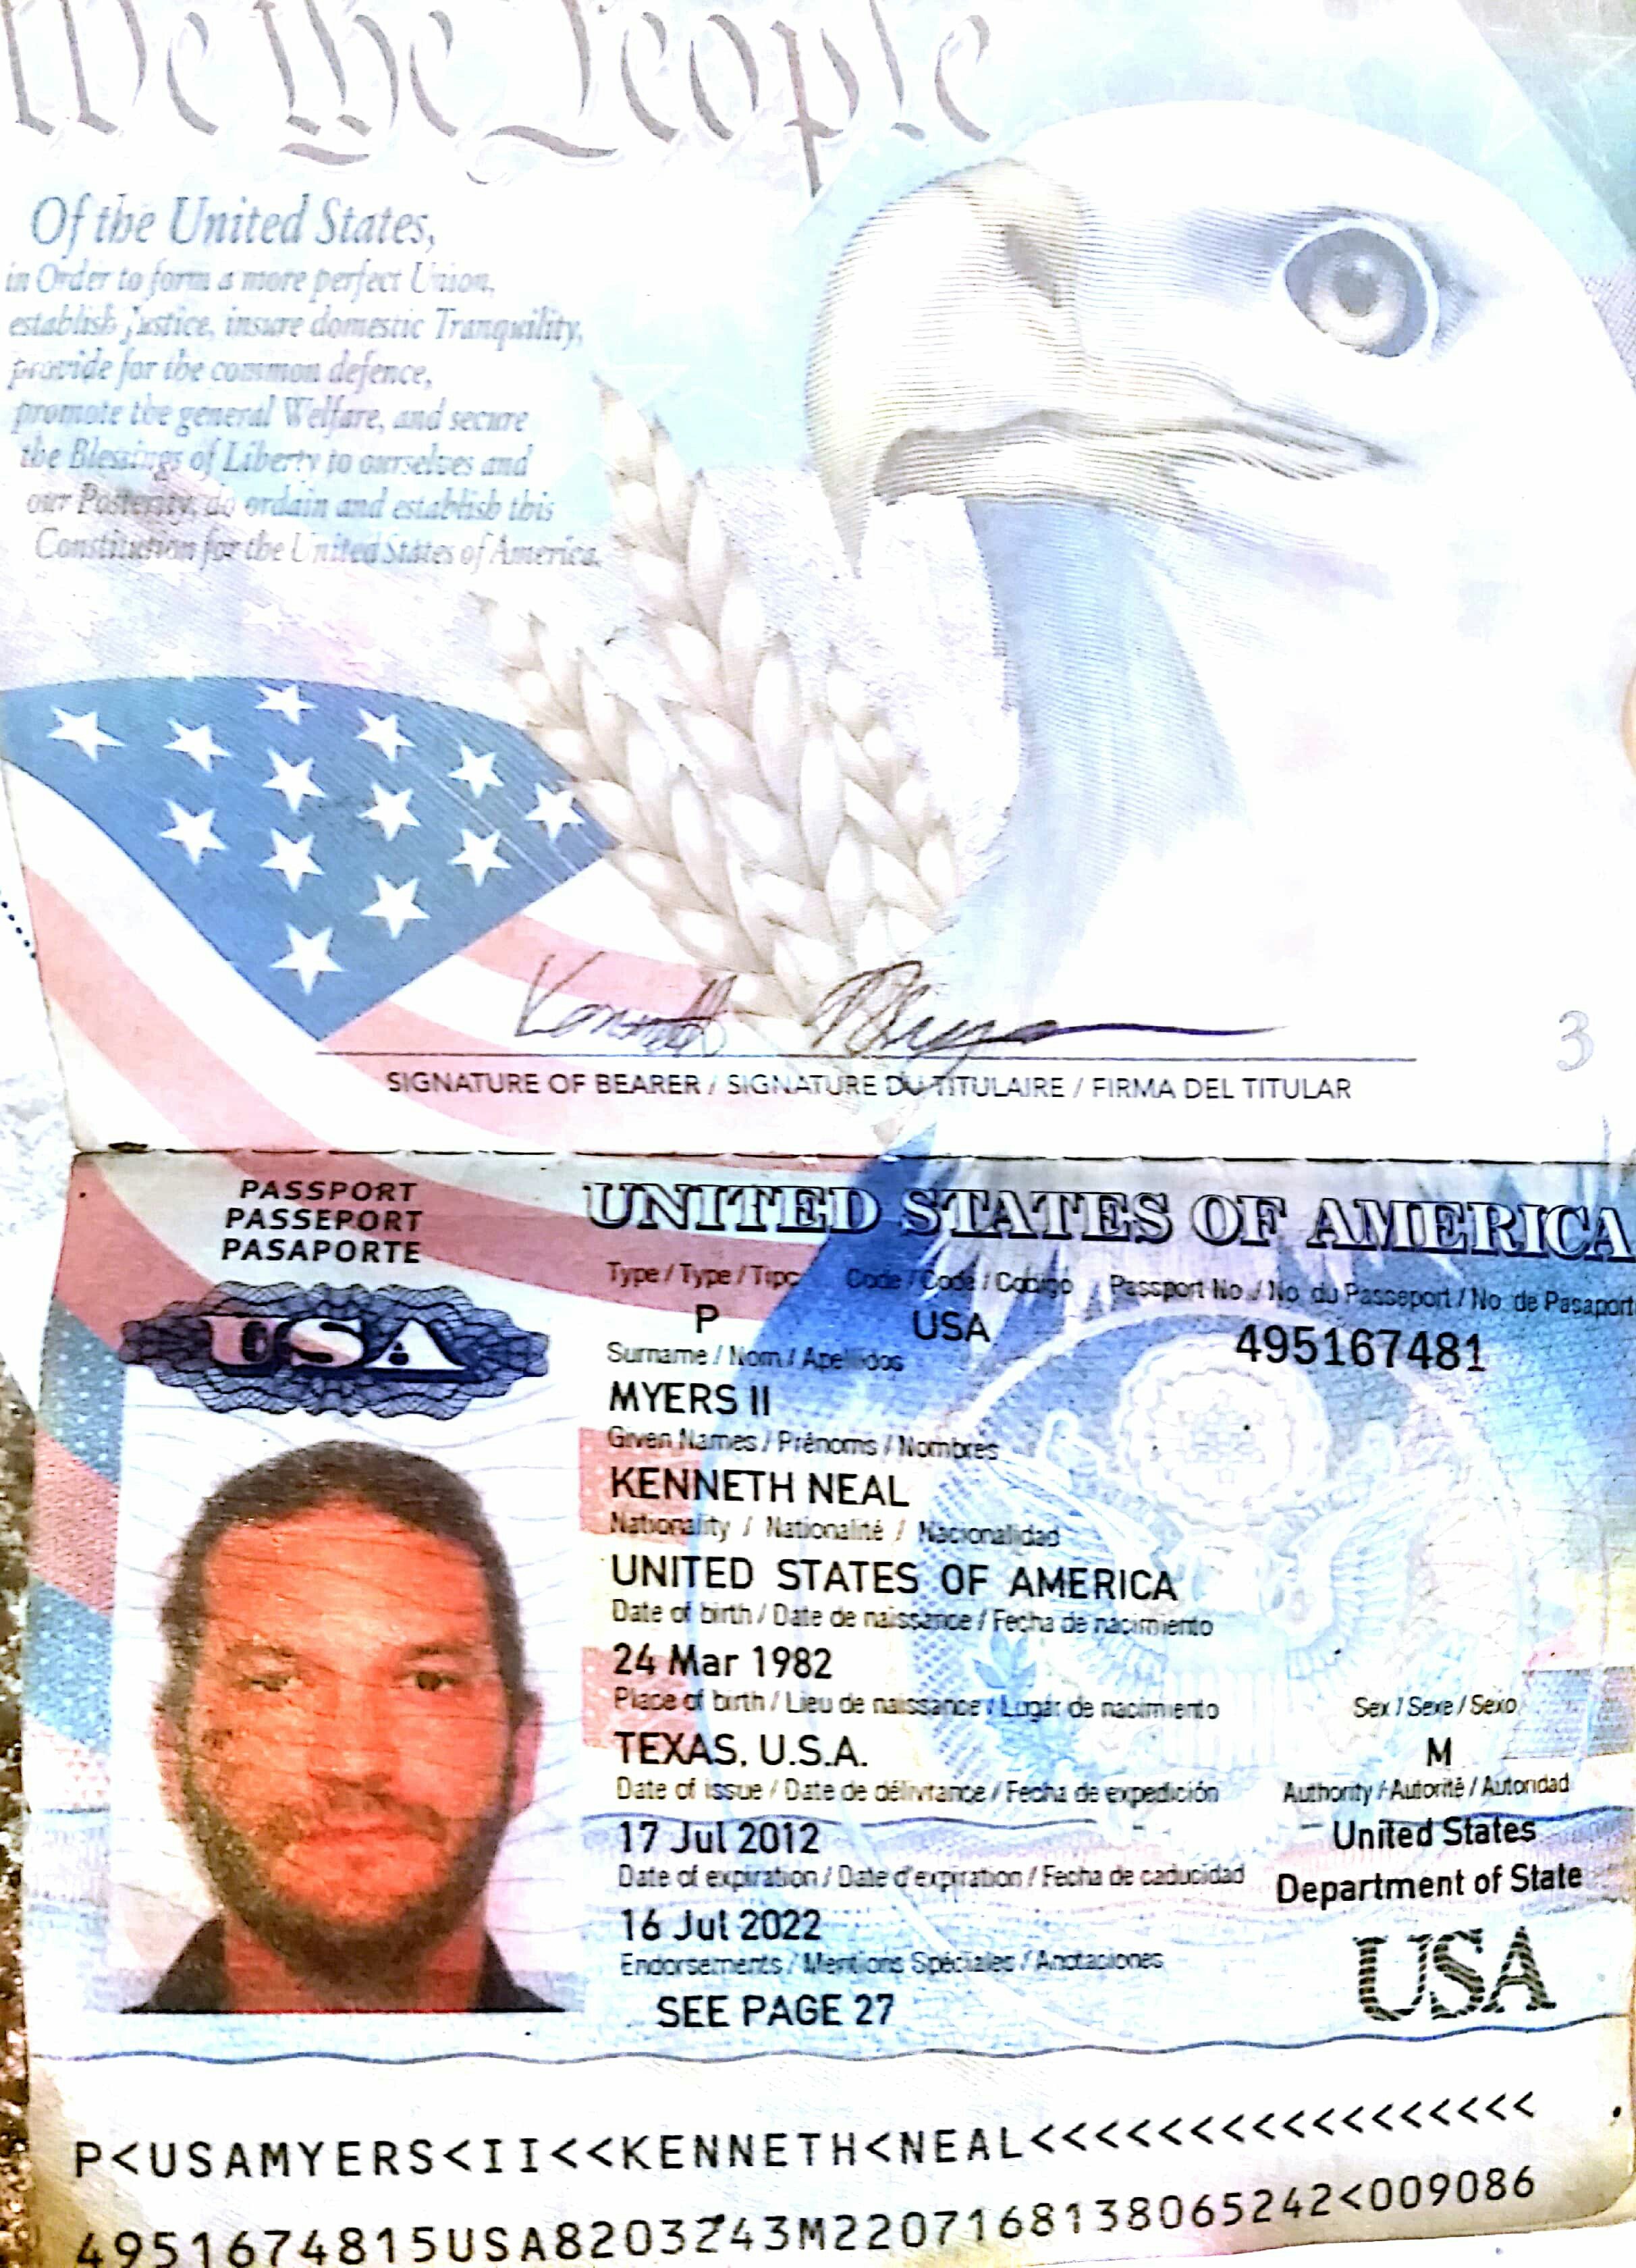 We the People
Of the United States,
in Order to form a more perfect Union,
establish Justice, insure domestic Tranquility,
provide for the common defence,
promote the general Welfare, and secure
the Blessings of Liberty to ourselves and
our Posterity, do ordain and establish this
Constitution for the United States of America.
3
SIGNATURE OF BEARER / SIGNATURE DU TITULAIRE / FIRMA DEL TITULAR
PASSPORT
PASSEPORT
PASAPORTE
USA
UNITED STATES OF AMERICA
Type / Type / Tipo Code / Code / Codigo Passport No. / No. du Passeport / No. de Pasaport
P USA 495167481
Surname / Nom / Apellidos
MYERS II
Given Names / Prénoms / Nombres
KENNETH NEAL
Nationality / Nationalité / Nacionalidad
UNITED STATES OF AMERICA
Date of birth / Date de naissance / Fecha de nacimiento
24 Mar 1982
Place of birth / Lieu de naissance / Lugar de nacimiento Sex / Sexe / Sexo
TEXAS, U.S.A. M
Date of issue / Date de délivrance / Fecha de expedición Authority / Autorité / Autoridad
17 Jul 2012 United States
Date of expiration / Date d'expiration / Fecha de caducidad Department of State
16 Jul 2022
Endorsements / Mentions Spéciales / Anotaciones
SEE PAGE 27 USA
P<USAMYERS<II<<KENNETH<NEAL<<<<<<<<<<<<<<<<<
4951674815USA8203243M2207168138065242<009086